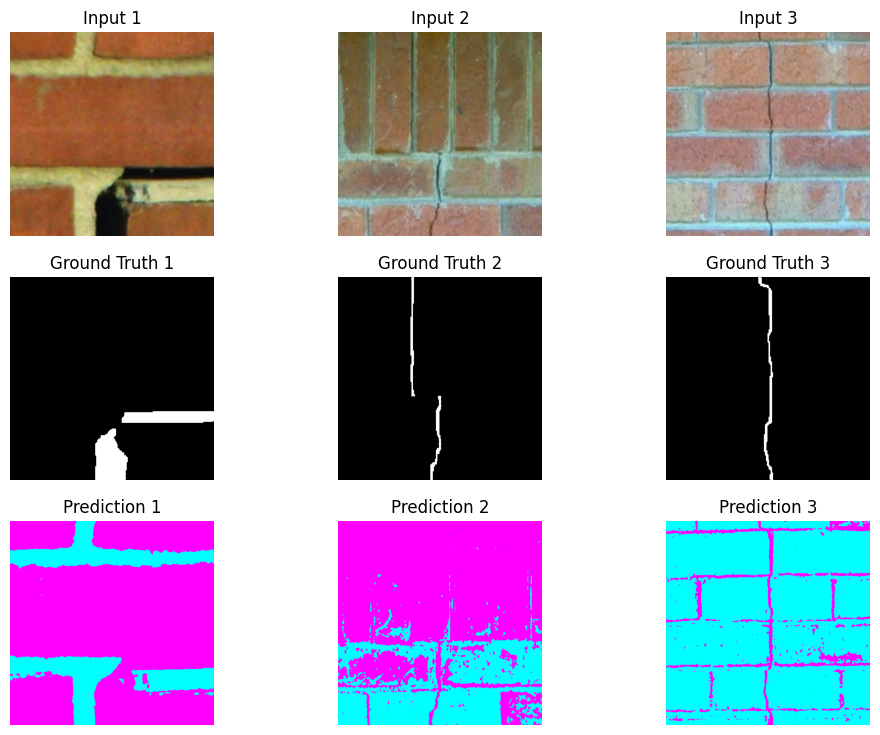 Input 1
Input 2
Input 3
Ground Truth 1
Ground Truth 2
Ground Truth 3
Prediction 1
Prediction 2
Prediction 3